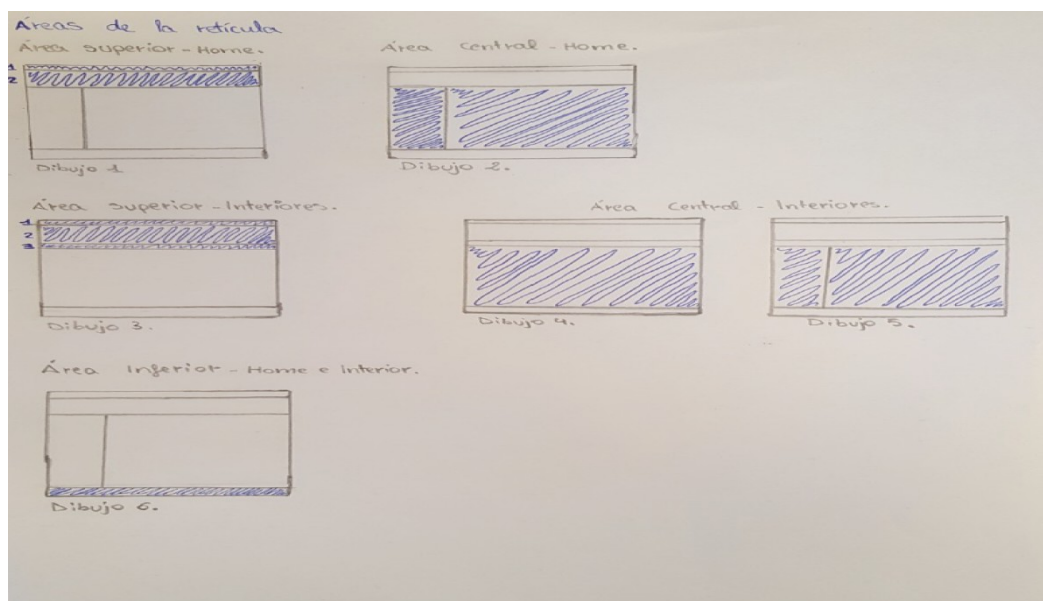 Áreas de la retícula
Área Superior - Home.
1
2
Dibujo 1
Área Central - Home.
Dibujo 2.
Área Superior - Interiores.
1
2
3
Dibujo 3.
Área Central - Interiores.
Dibujo 4.
Dibujo 5.
Área Inferior - Home e Interior.
Dibujo 6.